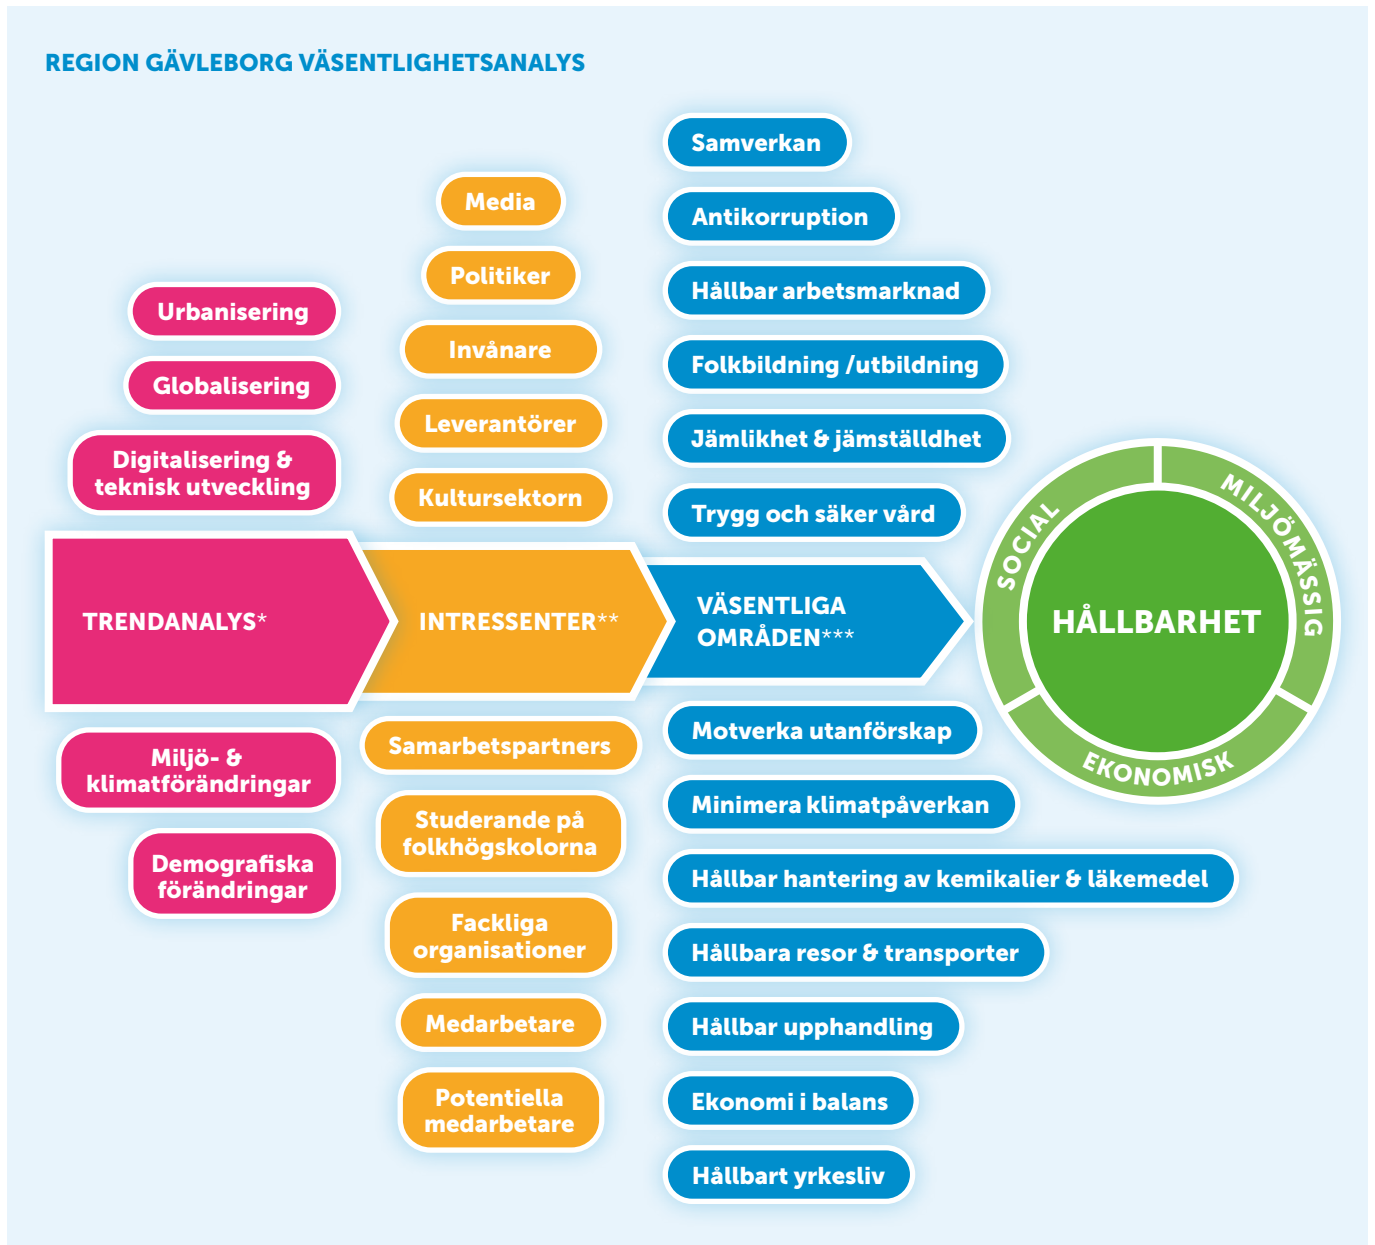 REGION GÄVLEBORG VÄSENTLIGHETSANALYS
Urbanisering
Globalisering
Digitalisering &
teknisk utveckling
TRENDANALYS*
Miljö- &
klimatförändringar
Demografiska
förändringar
Media
Politiker
Invånare
Leverantörer
Kultursektorn
INTRESSENTER**
Samarbetspartners
Studerande på
folkhögskolorna
Fackliga
organisationer
Medarbetare
Potentiella
medarbetare
Samverkan
Antikorruption
Hållbar arbetsmarknad
Folkbildning /utbildning
Jämlikhet & jämställdhet
Trygg och säker vård
VÄSENTLIGA
OMRÅDEN***
Motverka utanförskap
Minimera klimatpåverkan
Hållbar hantering av kemikalier & läkemedel
Hållbara resor & transporter
Hållbar upphandling
Ekonomi i balans
Hållbart yrkesliv
SOCIAL
MILJÖMÄSSIG
HÅLLBARHET
EKONOMISK